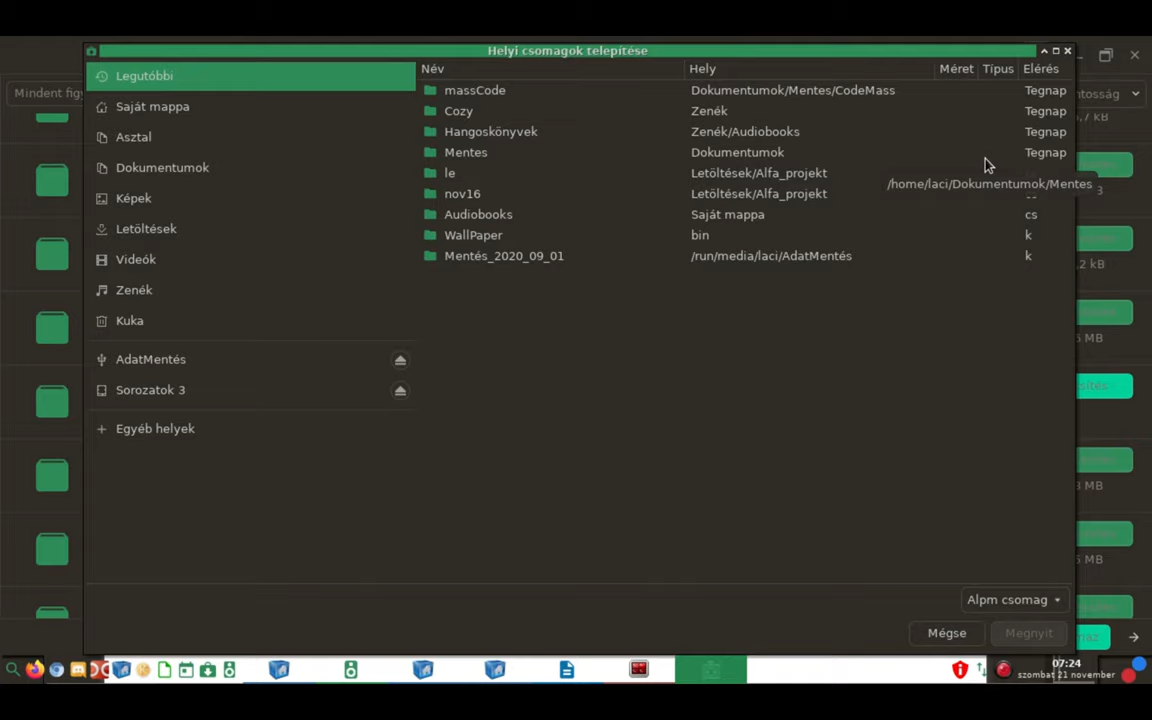 Helyi csomagok telepítése
Mindent
Legutóbbi
Saját mappa
Asztal
Dokumentumok
Képek
Letöltések
Videók
Zenék
Kuka
AdatMentés
Sorozatok 3
Egyéb helyek
Név Hely Méret Típus Elérés
massCode Dokumentumok/Mentes/CodeMass Tegnap
Cozy Zenék Tegnap
Hangoskönyvek Zenék/Audiobooks Tegnap
Mentes Dokumentumok Tegnap
le Letöltések/Alfa_projekt
/home/laci/Dokumentumok/Mentes
nov16 Letöltések/Alfa_projekt
Audiobooks Saját mappa cs
WallPaper bin k
Mentés_2020_09_01 /run/media/laci/AdatMentés k
Alpm csomag
Mégse Megnyit
07:24
szombat 21 november